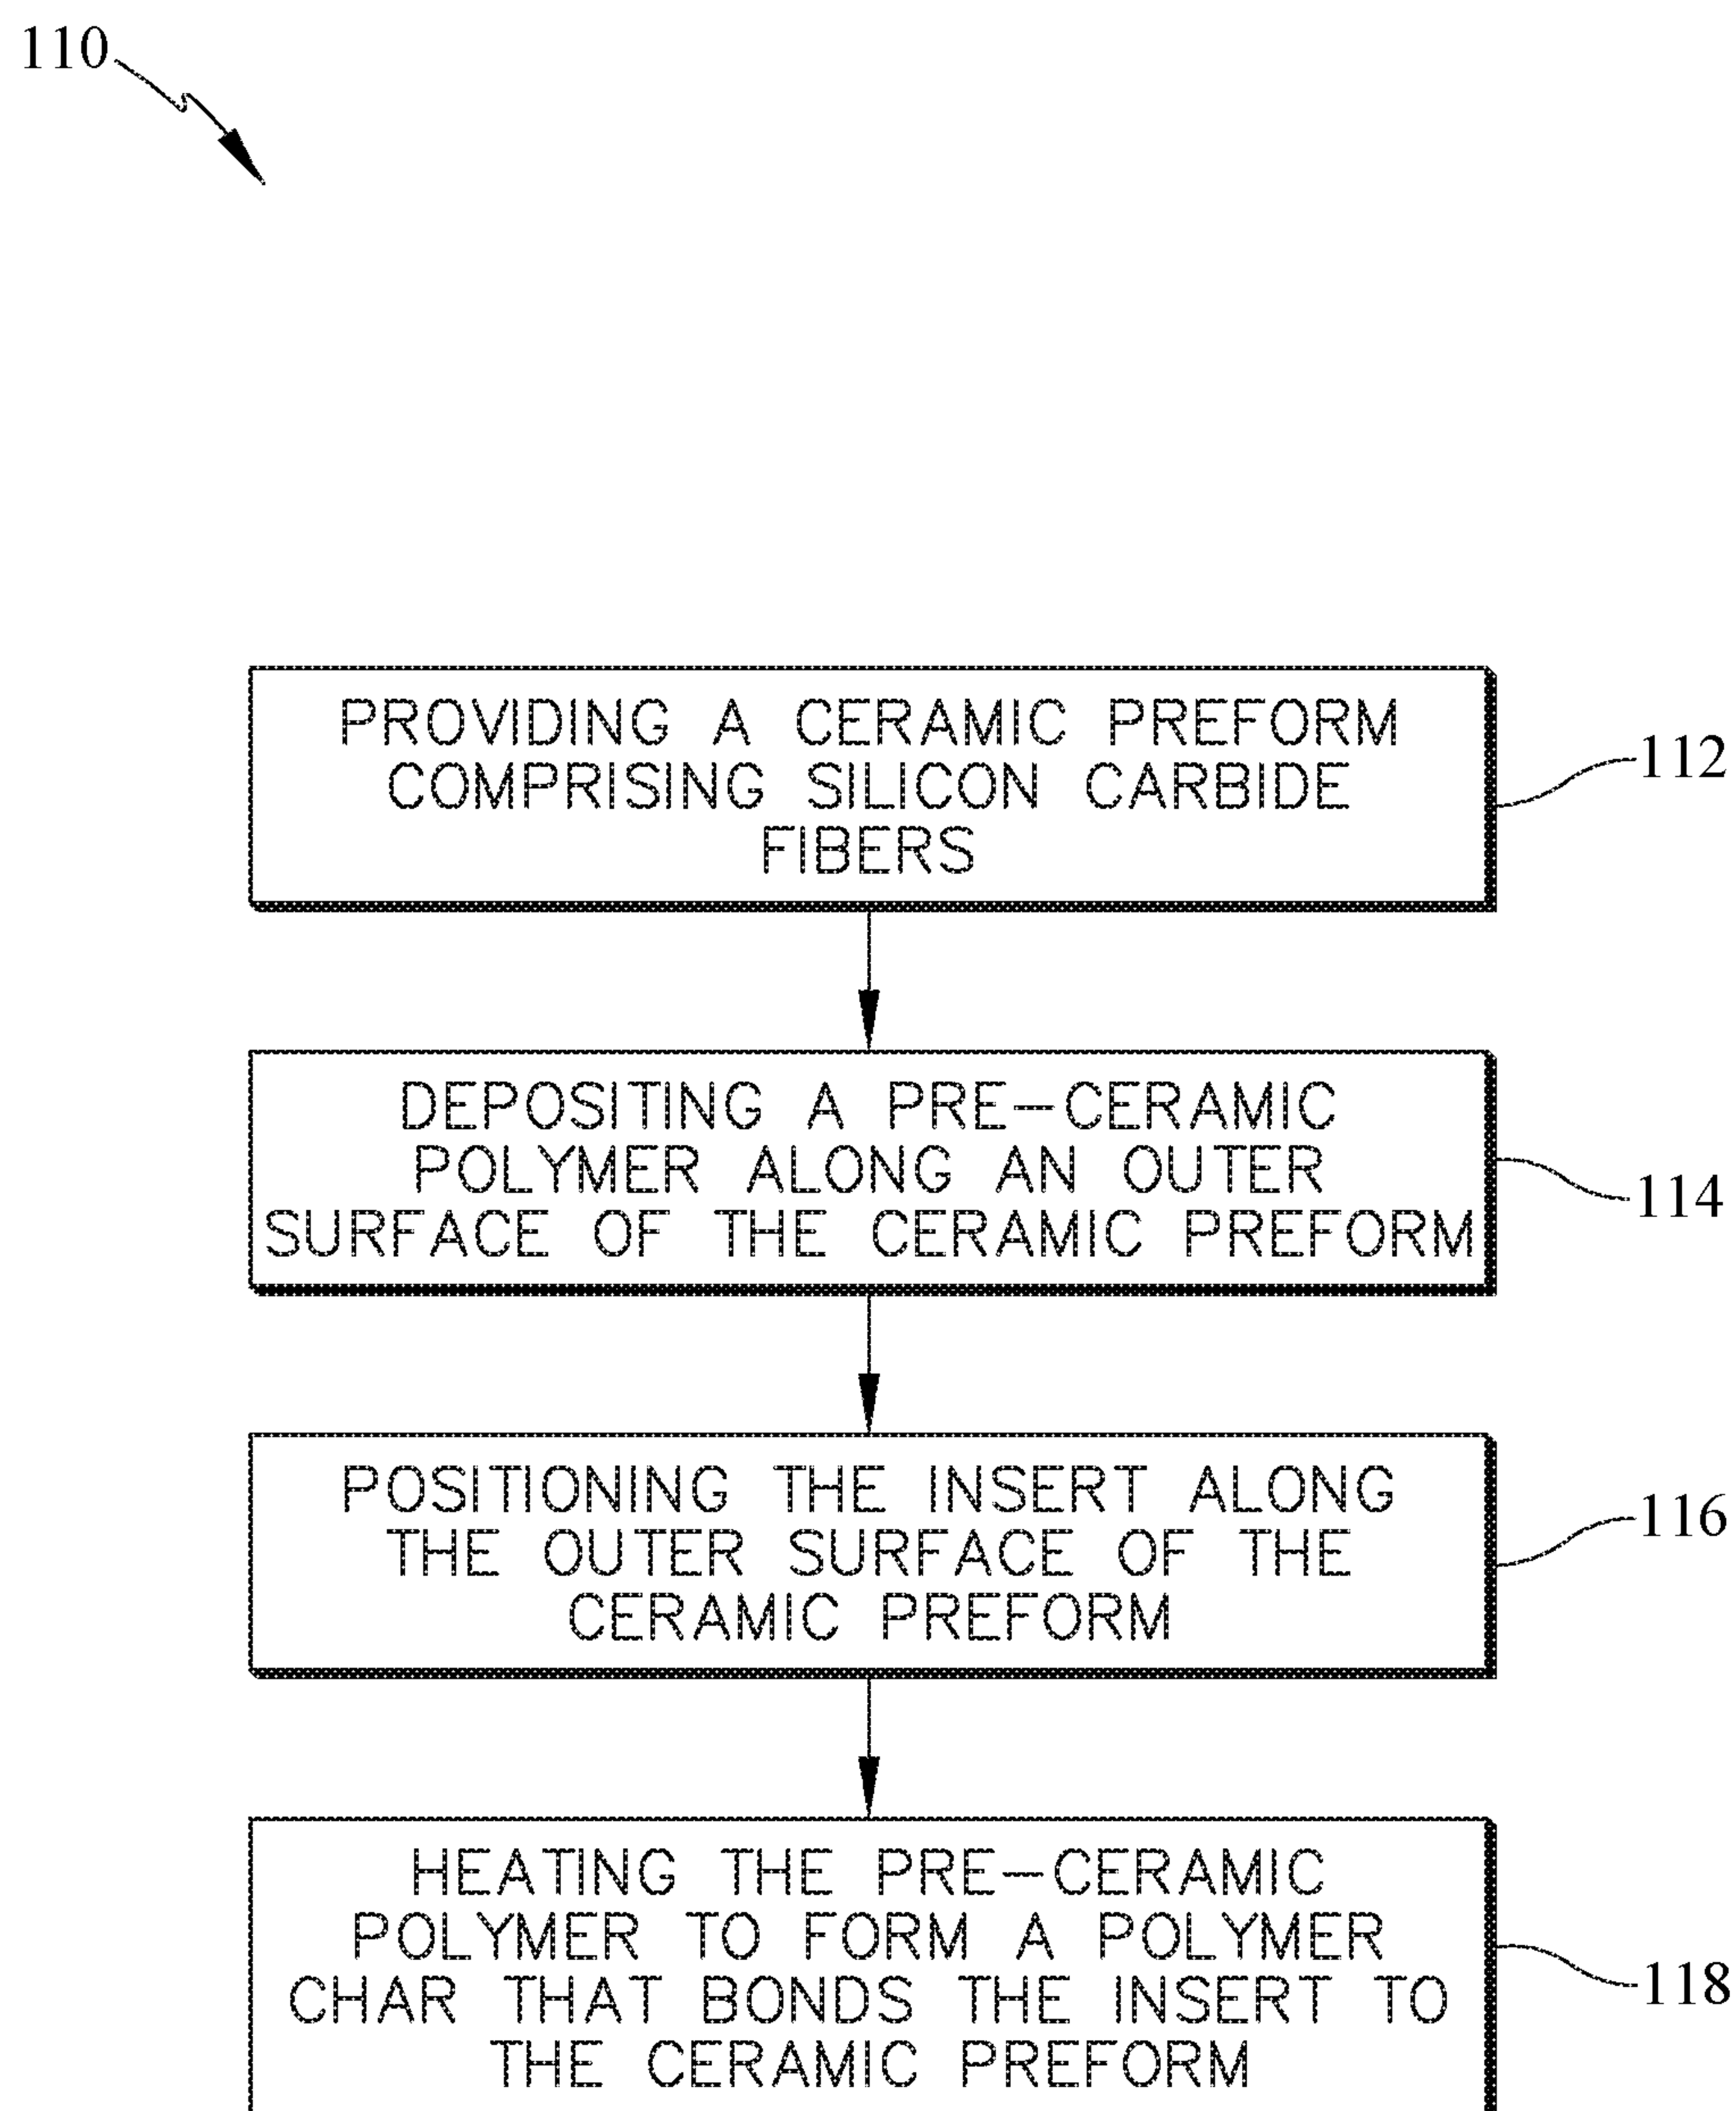 110
PROVIDING A CERAMIC PREFORM
COMPRISING SILICON CARBIDE
FIBERS
112
DEPOSITING A PRE-CERAMIC
POLYMER ALONG AN OUTER
SURFACE OF THE CERAMIC PREFORM
114
POSITIONING THE INSERT ALONG
THE OUTER SURFACE OF THE
CERAMIC PREFORM
116
HEATING THE PRE-CERAMIC
POLYMER TO FORM A POLYMER
CHAR THAT BONDS THE INSERT TO
THE CERAMIC PREFORM
118